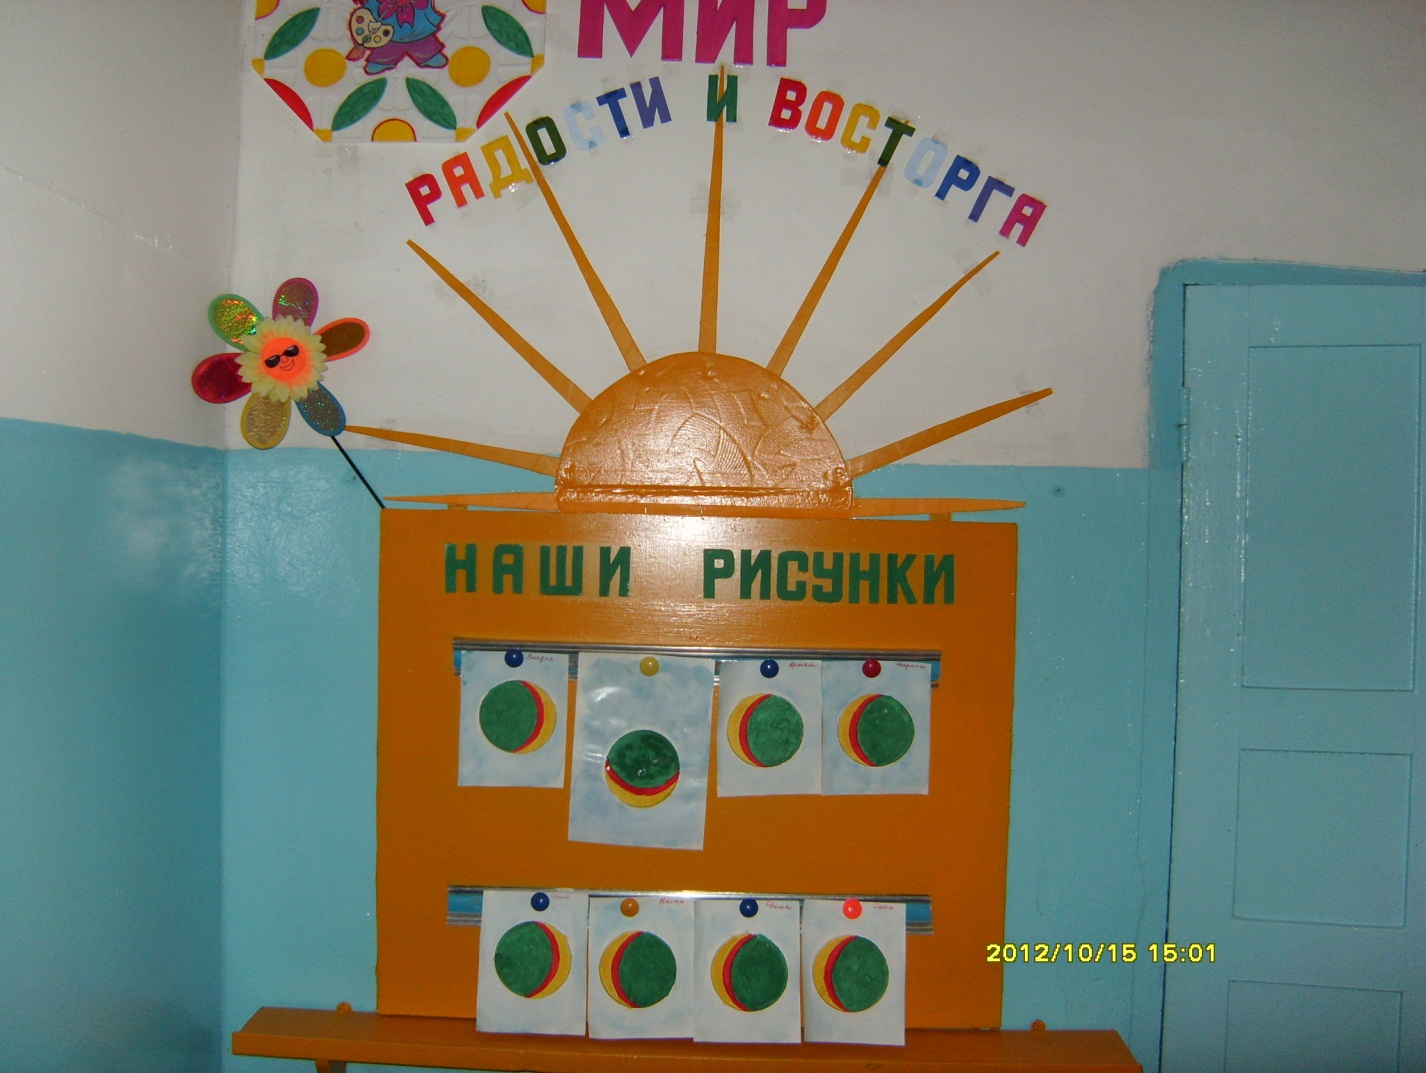 МИР
РАДОСТИ И ВОСТОРГА
НАШИ РИСУНКИ
2012/10/15 15:01